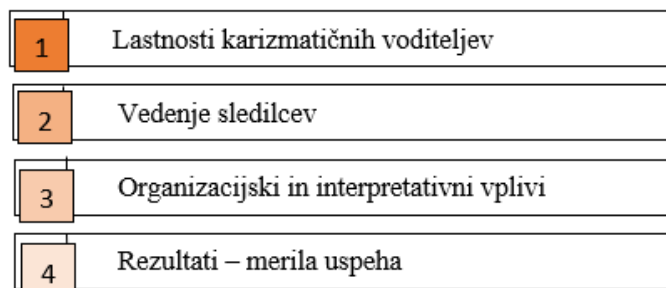 1 Lastnosti karizmatičnih voditeljev
2 Vedenje sledilcev
3 Organizacijski in interpretativni vplivi
4 Rezultati – merila uspeha